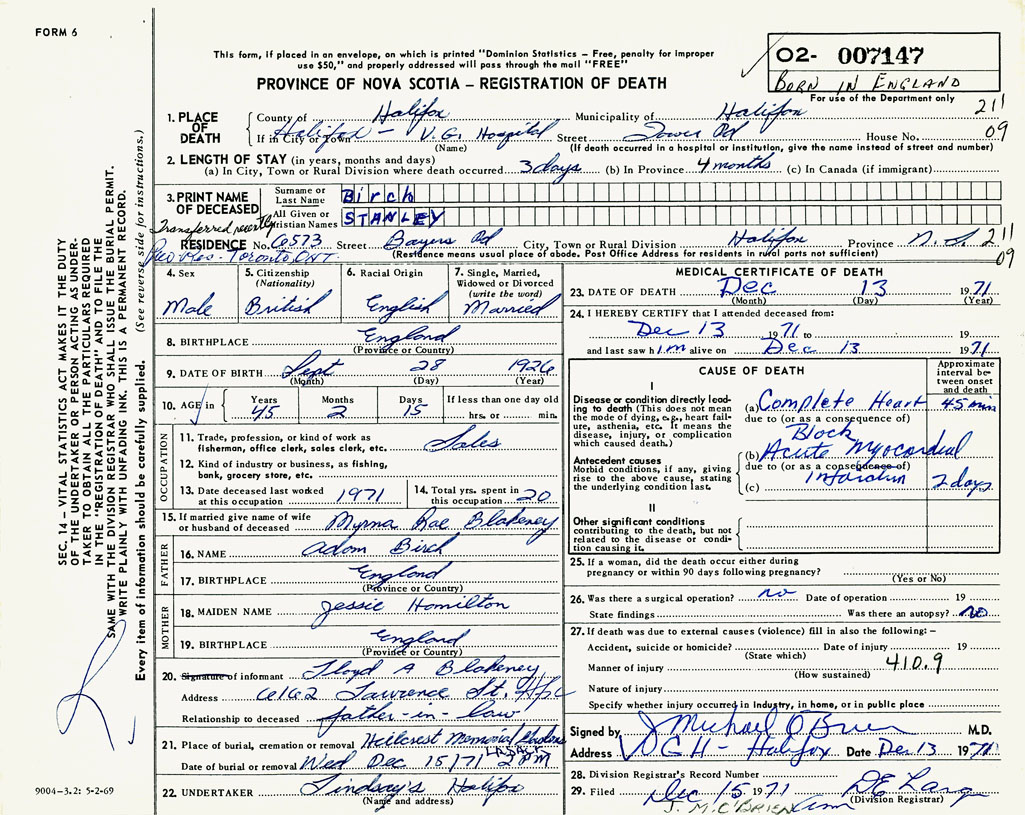 FORM 6
This form, if placed in an envelope, on which is printed "Dominion Statistics – Free, penalty for improper
use $50," and properly addressed will pass through the mail "FREE"
PROVINCE OF NOVA SCOTIA – REGISTRATION OF DEATH
02- 007147
BORN IN ENGLAND
For use of the Department only
211
09
1. PLACE OF DEATH
County of Halifax Municipality of Halifax
If in City or Town Halifax – V.G. Hospital Street Tower Rd House No.
(Name) (If death occurred in a hospital or institution, give the name instead of street and number)
2. LENGTH OF STAY (in years, months and days)
(a) In City, Town or Rural Division where death occurred 3 days (b) In Province 4 months (c) In Canada (if immigrant)
3. PRINT NAME OF DECEASED
Surname or Last Name Birch
All Given or Christian Names STANLEY
Transferred recently
RESIDENCE No. 6573 Street Bayers Rd City, Town or Rural Division Halifax Province N.S. 211
Toronto ONT. (Residence means usual place of abode. Post Office Address for residents in rural parts not sufficient) 09
4. Sex Male
5. Citizenship (Nationality) British
6. Racial Origin English
7. Single, Married, Widowed or Divorced (write the word) Married
8. BIRTHPLACE England
(Province or Country)
9. DATE OF BIRTH Sept 28 1926
(Month) (Day) (Year)
10. AGE in Years 45 Months 2 Days 15 If less than one day old hrs. or min.
OCCUPATION
11. Trade, profession, or kind of work as fisherman, office clerk, sales clerk, etc. Sales
12. Kind of industry or business, as fishing, bank, grocery store, etc.
13. Date deceased last worked at this occupation 1971
14. Total yrs. spent in this occupation 20
15. If married give name of wife or husband of deceased Myrna Rae Blakeney
FATHER
16. NAME Adam Birch
17. BIRTHPLACE England
(Province or Country)
MOTHER
18. MAIDEN NAME Jessie Hamilton
19. BIRTHPLACE England
(Province or Country)
20. Signature of informant Lloyd A Blakeney
Address 6162 Lawrence St. Hfx
Relationship to deceased father-in-law
21. Place of burial, cremation or removal Hillcrest Memorial Gardens
Date of burial or removal Wed Dec 15/71 2 PM
22. UNDERTAKER Lindsay's Halifax
(Name and address)
MEDICAL CERTIFICATE OF DEATH
23. DATE OF DEATH Dec 13 1971
(Month) (Day) (Year)
24. I HEREBY CERTIFY that I attended deceased from:
Dec 13 1971 to 19
and last saw him alive on Dec 13 1971
CAUSE OF DEATH
Approximate interval between onset and death
I
Disease or condition directly leading to death (This does not mean the mode of dying, e.g., heart failure, asthenia, etc. It means the disease, injury, or complication which caused death.)
(a) Complete Heart Block 45 min
due to (or as a consequence of)
Antecedent causes
Morbid conditions, if any, giving rise to the above cause, stating the underlying condition last.
(b) Acute Myocardial Infarction 2 days
due to (or as a consequence of)
(c)
II
Other significant conditions contributing to the death, but not related to the disease or condition causing it.
25. If a woman, did the death occur either during pregnancy or within 90 days following pregnancy?
(Yes or No)
26. Was there a surgical operation? no Date of operation 19
State findings Was there an autopsy? no
27. If death was due to external causes (violence) fill in also the following: –
Accident, suicide or homicide? Date of injury 19
(State which)
Manner of injury 410.9
(How sustained)
Nature of injury
Specify whether injury occurred in Industry, in home, or in public place
Signed by J Michael O'Brien M.D.
Address VGH – Halifax Date Dec 13 1971
28. Division Registrar's Record Number
29. Filed Dec 15 1971
(Division Registrar)
J. M. O'BRIEN
SEC. 14 – VITAL STATISTICS ACT MAKES IT THE DUTY
OF THE UNDERTAKER OR PERSON ACTING AS UNDER-
TAKER TO OBTAIN ALL THE PARTICULARS REQUIRED
IN THE "REGISTRATION OF DEATH" AND TO FILE THE
SAME WITH THE DIVISION REGISTRAR WHO SHALL ISSUE THE BURIAL PERMIT.
WRITE PLAINLY WITH UNFADING INK. THIS IS A PERMANENT RECORD.
Every item of information should be carefully supplied. (See reverse side for instructions.)
9004–3.2: 5-2-69